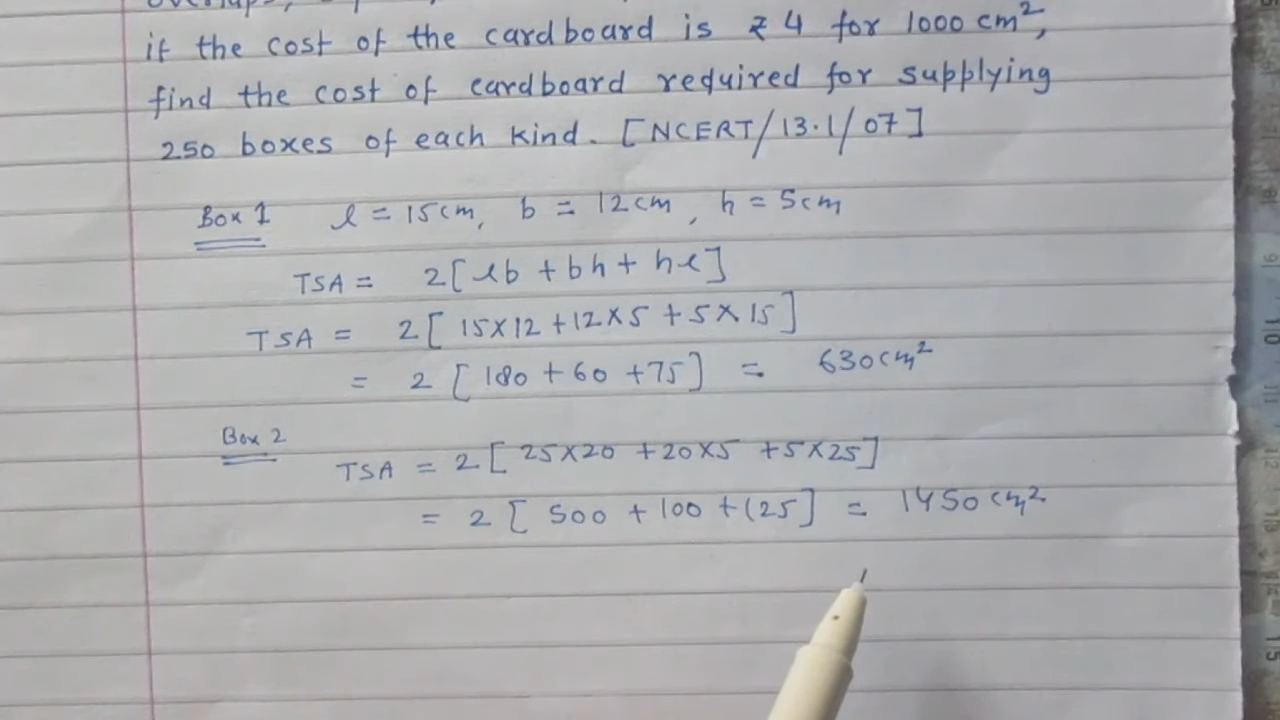 if the cost of the cardboard is ₹4 for 1000 cm²,
find the cost of cardboard required for supplying
250 boxes of each kind. [NCERT/13.1/07]
Box 1 l = 15cm, b = 12cm, h = 5cm
TSA = 2[lb + bh + hl]
TSA = 2[15×12 + 12×5 + 5×15]
= 2[180 + 60 + 75] = 630cm²
Box 2
TSA = 2[25×20 + 20×5 + 5×25]
= 2[500 + 100 + 125] = 1450cm²